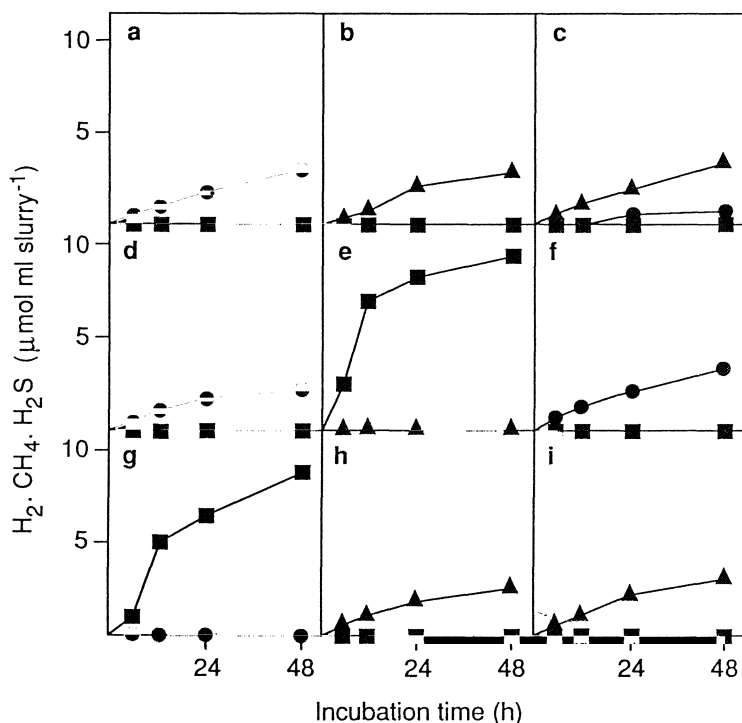 a b c
10
5
d e f
10
5
g h i
10
5
H₂. CH₄. H₂S (μmol ml slurry⁻¹)
24 48 24 48 24 48
Incubation time (h)